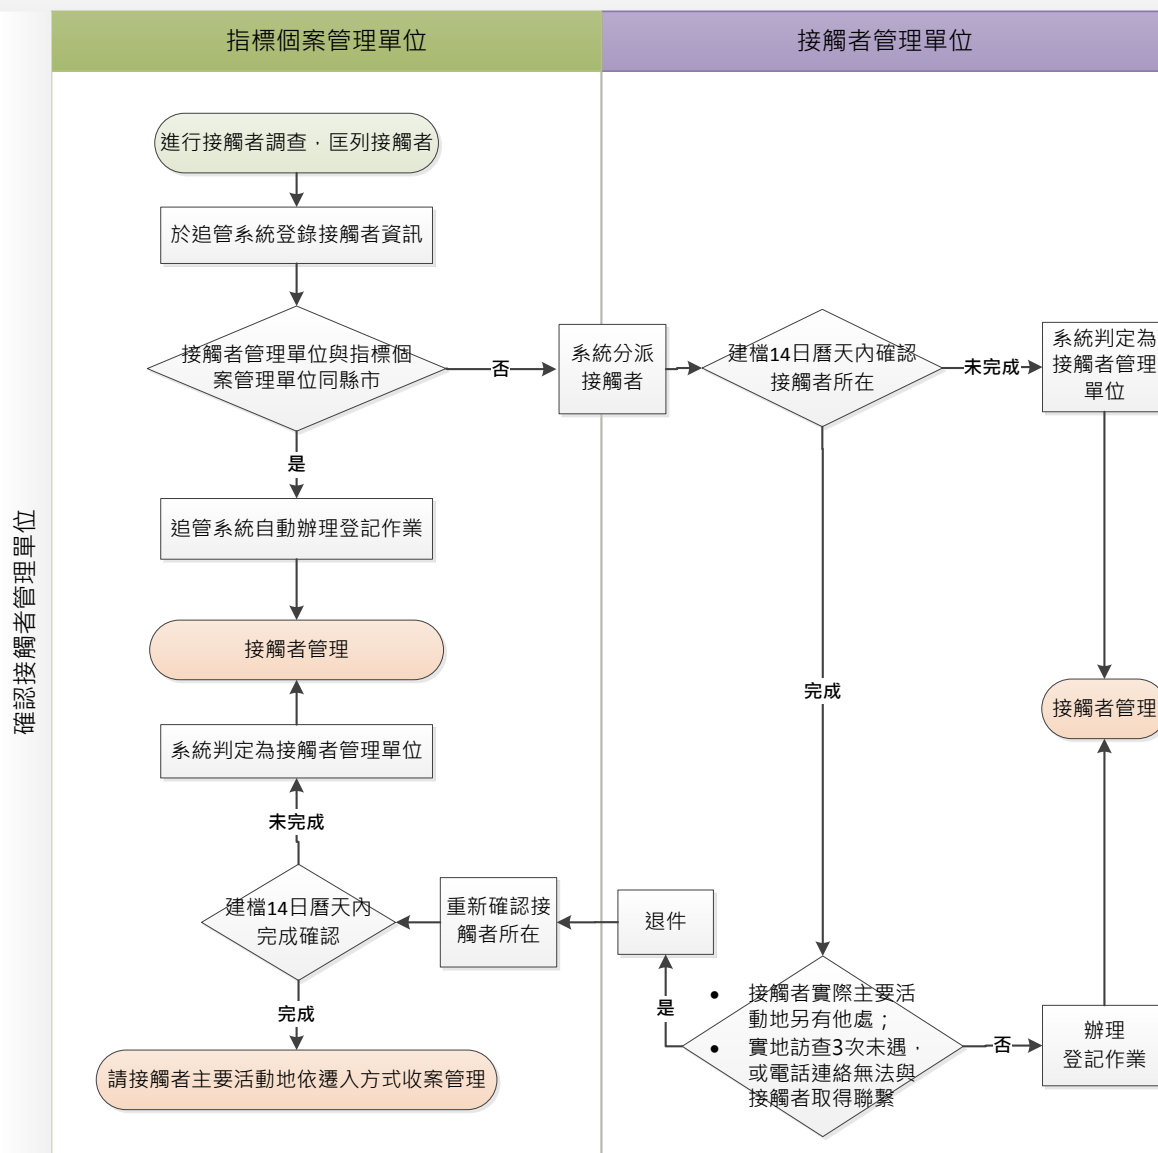 指標個案管理單位
接觸者管理單位
確認接觸者管理單位
進行接觸者調查，匡列接觸者
於追管系統登錄接觸者資訊
接觸者管理單位與指標個
案管理單位同縣市
否
系統分派
接觸者
建檔14日曆天內確認
接觸者所在
未完成
系統判定為
接觸者管理
單位
是
追管系統自動辦理登記作業
接觸者管理
完成
接觸者管理
系統判定為接觸者管理單位
未完成
建檔14日曆天內
完成確認
重新確認接
觸者所在
退件
是
• 接觸者實際主要活
動地另有他處；
• 實地訪查3次未遇，
或電話連絡無法與
接觸者取得聯繫
否
辦理
登記作業
完成
請接觸者主要活動地依遷入方式收案管理